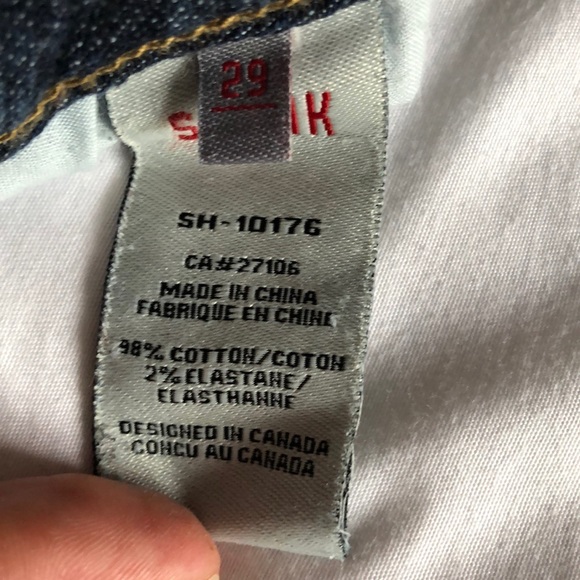 29
SH-10176
CA#27106
MADE IN CHINA
FABRIQUE EN CHINE
98% COTTON/COTON
2% ELASTANE/
ELASTHANNE
DESIGNED IN CANADA
CONCU AU CANADA